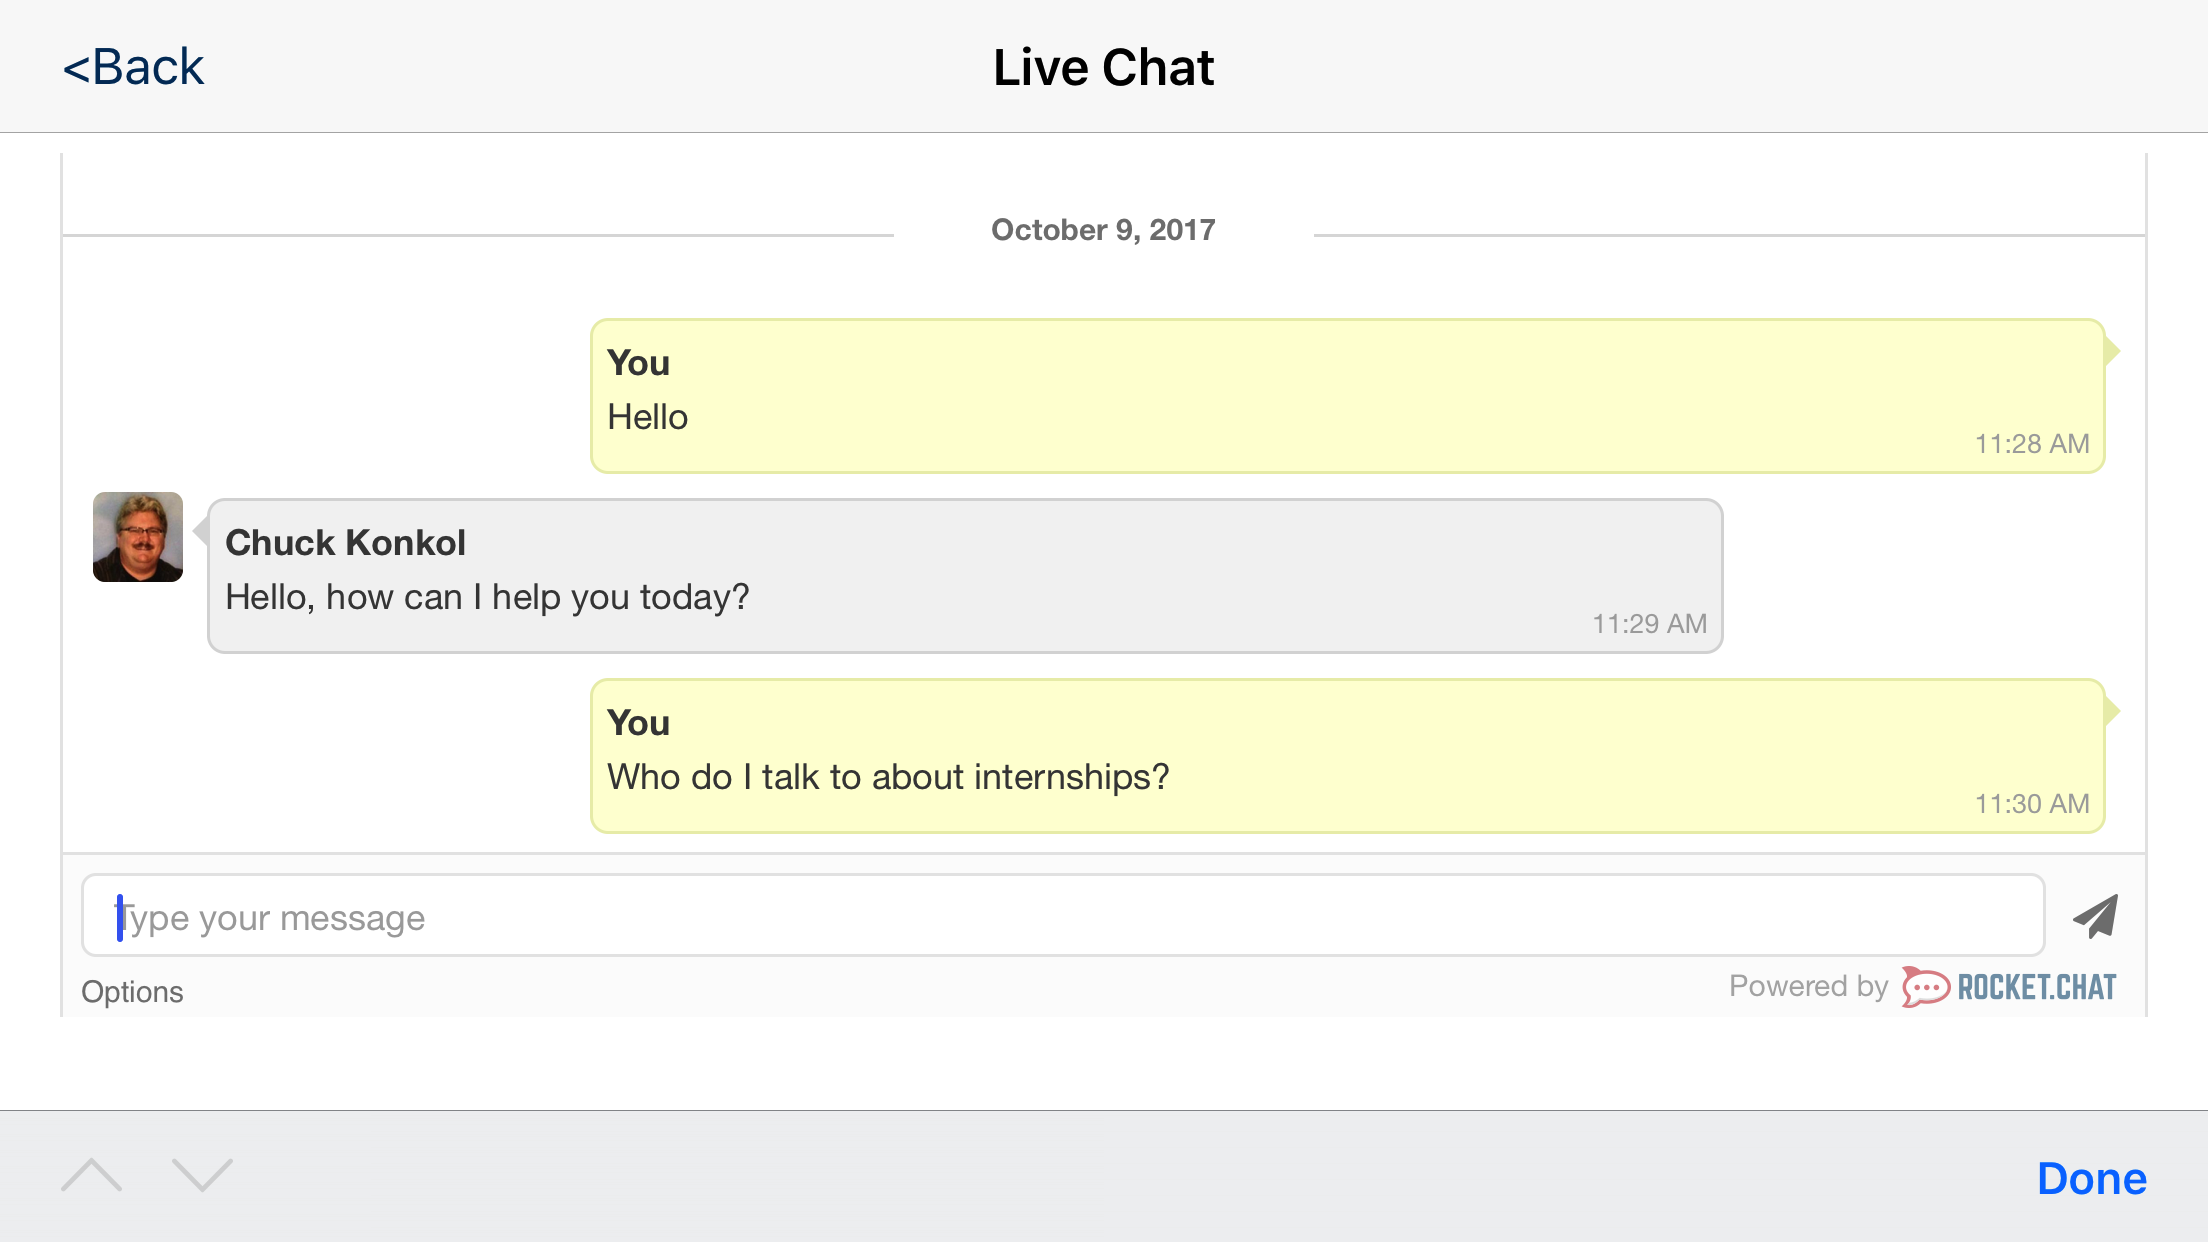 <Back
Live Chat
October 9, 2017
You
Hello
11:28 AM
Chuck Konkol
Hello, how can I help you today?
11:29 AM
You
Who do I talk to about internships?
11:30 AM
Type your message
Options
Powered by ROCKET.CHAT
Done